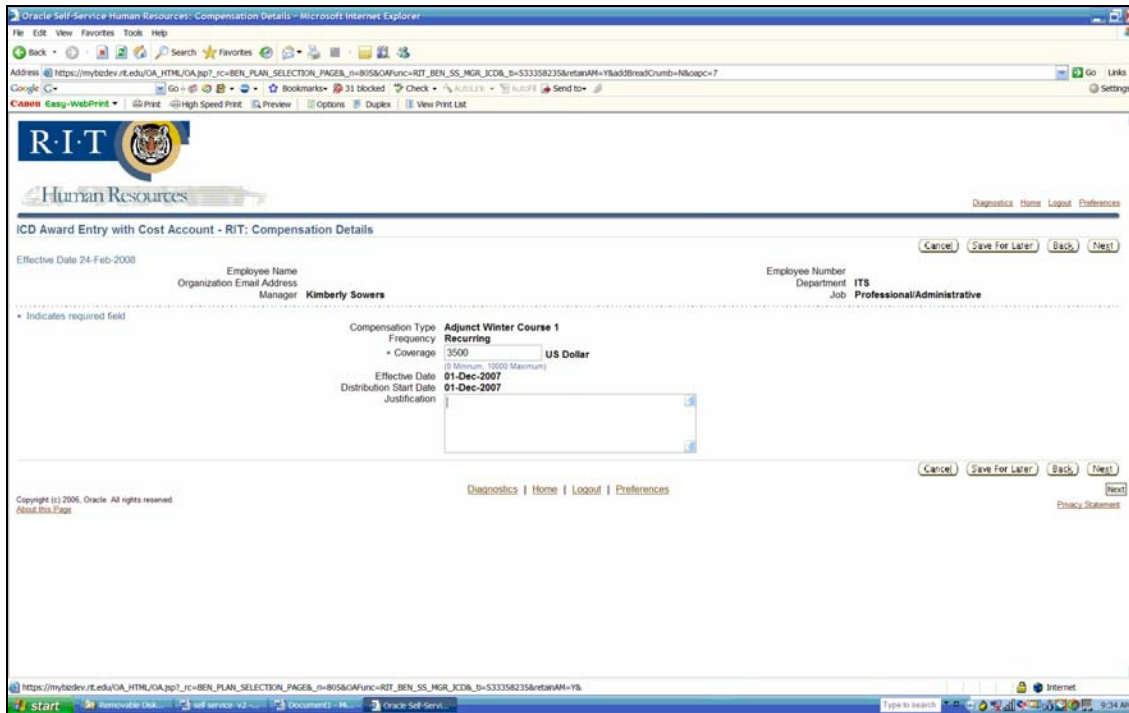 Oracle Self-Service Human Resources: Compensation Details - Microsoft Internet Explorer
File Edit View Favorites Tools Help
Back Search Favorites
Address https://mybizdev.rit.edu/OA_HTML/OA.jsp?_rc=BEN_PLAN_SELECTION_PAGE&_ri=805&OAFunc=RIT_BEN_SS_MGR_ICD&_ti=533358235&retainAM=Y&addBreadCrumb=N&oapc=7 Go Links
Google Go Bookmarks 31 blocked Check AutoLink AutoFill Send to Settings
Canon Easy-WebPrint Print High Speed Print Preview Options Duplex View Print List
R·I·T
Human Resources
Diagnostics Home Logout Preferences
ICD Award Entry with Cost Account - RIT: Compensation Details
Cancel Save For Later Back Next
Effective Date 24-Feb-2008
Employee Name Employee Number
Organization Email Address Department ITS
Manager Kimberly Sowers Job Professional/Administrative
* Indicates required field
Compensation Type Adjunct Winter Course 1
Frequency Recurring
* Coverage 3500 US Dollar
(0 Minimum, 10000 Maximum)
Effective Date 01-Dec-2007
Distribution Start Date 01-Dec-2007
Justification
Cancel Save For Later Back Next
Diagnostics | Home | Logout | Preferences
Next
Copyright (c) 2006, Oracle. All rights reserved.
About this Page Privacy Statement
https://mybizdev.rit.edu/OA_HTML/OA.jsp?_rc=BEN_PLAN_SELECTION_PAGE&_ri=805&OAFunc=RIT_BEN_SS_MGR_ICD&_ti=533358235&retainAM=Y& Internet
start Removable Disk... self service v2 -... Document1 - M... Oracle Self-Servi... Type to search 9:34 AM